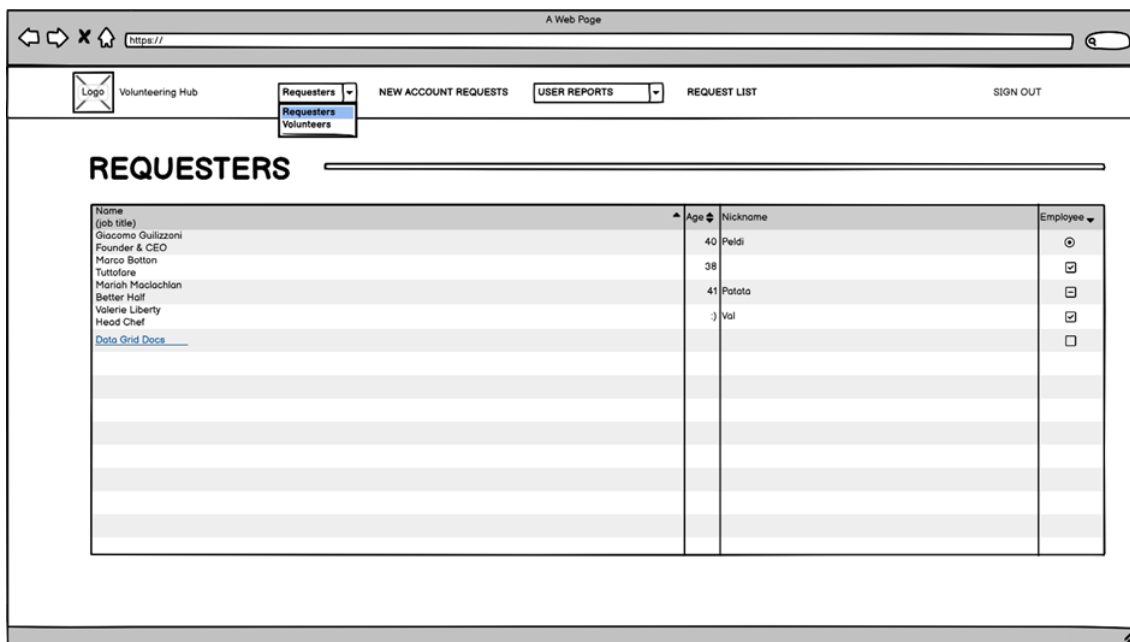 A Web Page
https://
Logo Volunteering Hub Requesters NEW ACCOUNT REQUESTS USER REPORTS REQUEST LIST SIGN OUT
Requesters
Volunteers
REQUESTERS
Name
(job title) Age Nickname Employee
Giacomo Guilizzoni
Founder & CEO 40 Peldi
Marco Botton
Tuttofare 38
Mariah Maclachlan
Better Half 41 Patata
Valerie Liberty
Head Chef :) Val
Data Grid Docs